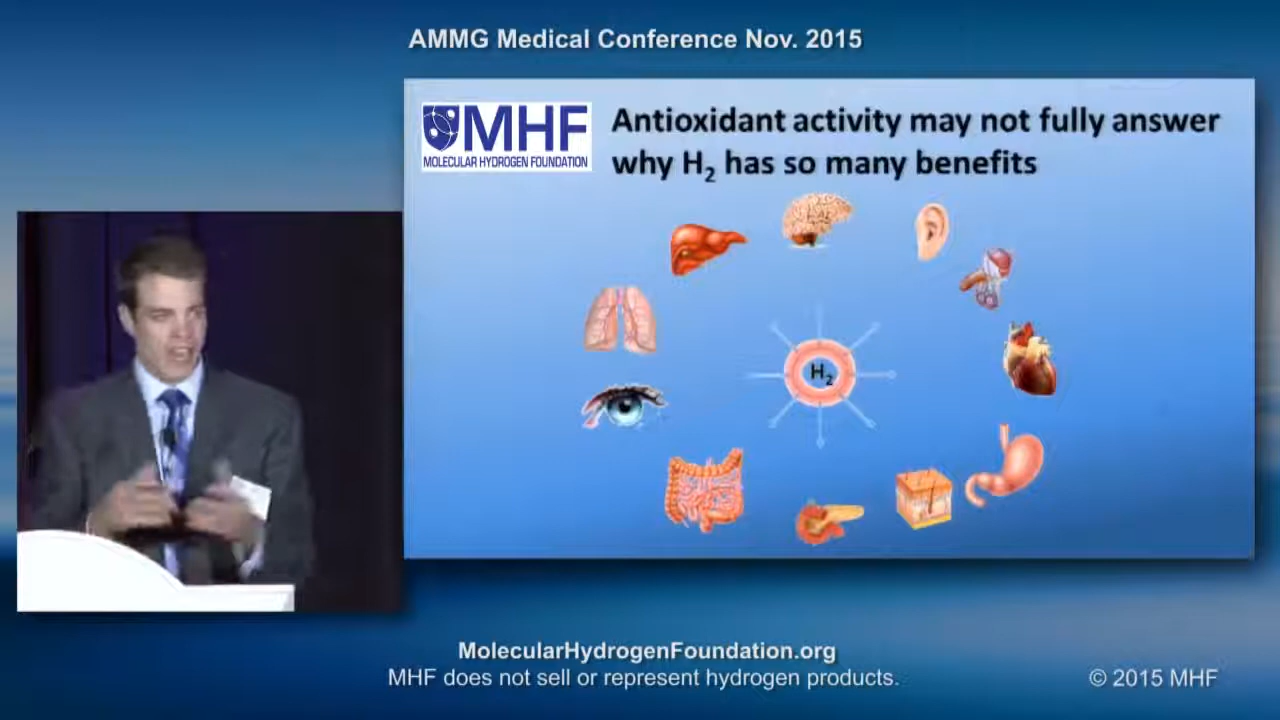 AMMG Medical Conference Nov. 2015
MHF
MOLECULAR HYDROGEN FOUNDATION
Antioxidant activity may not fully answer
why H₂ has so many benefits
H₂
MolecularHydrogenFoundation.org
MHF does not sell or represent hydrogen products.
© 2015 MHF